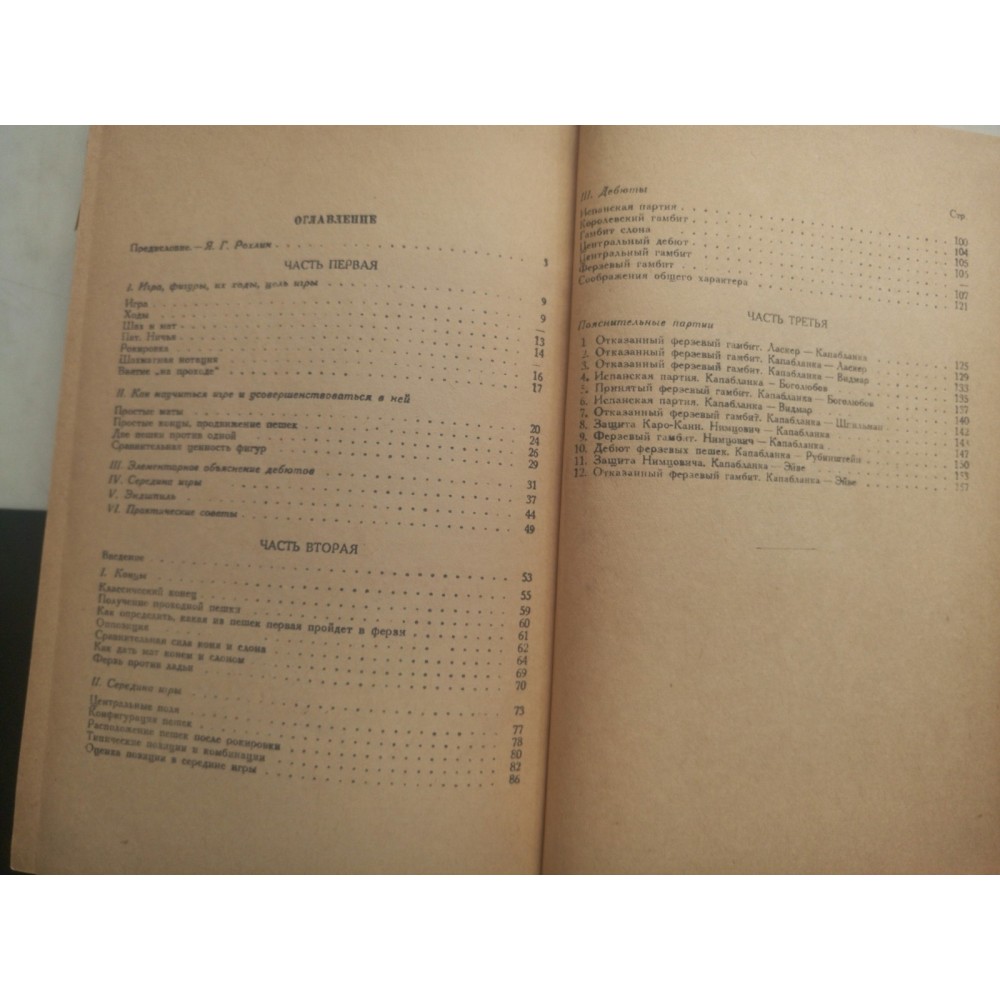 ОГЛАВЛЕНИЕ
Предисловие.—Я. Г. Рохлин 3
ЧАСТЬ ПЕРВАЯ
I. Игра, фигуры, их ходы, цель игры 9
Игра 9
Ходы —
Шах и мат 13
Пат. Ничья 14
Рокировка —
Шахматная нотация 16
Взятие „на проходе“ 17
II. Как научиться игре и усовершенствоваться в ней
Простые маты 20
Простые концы, продвижение пешек 24
Две пешки против одной 26
Сравнительная ценность фигур 29
III. Элементарное объяснение дебютов 31
IV. Середина игры 37
V. Эндшпиль 44
VI. Практические советы 49
ЧАСТЬ ВТОРАЯ
Введение 53
I. Концы 55
Классический конец 59
Получение проходной пешки 60
Как определить, какая из пешек первая пройдет в ферзи 61
Оппозиция 62
Сравнительная сила коня и слона 64
Как дать мат конем и слоном 69
Ферзь против ладьи 70
II. Середина игры 73
Центральные поля 77
Конфигурация пешек 78
Расположение пешек после рокировки 80
Типические позиции и комбинации 82
Оценка позиции в середине игры 86
III. Дебюты
Стр.
Испанская партия 100
Королевский гамбит 104
Гамбит слона 105
Центральный дебют 105
Центральный гамбит —
Ферзевый гамбит 107
Соображения общего характера 121
ЧАСТЬ ТРЕТЬЯ
Пояснительные партии
1 Отказанный ферзевый гамбит. Ласкер — Капабланка 125
2. Отказанный ферзевый гамбит. Капабланка — Ласкер 129
3. Отказанный ферзевый гамбит. Капабланка — Видмар 133
4. Испанская партия. Капабланка — Боголюбов 135
5. Принятый ферзевый гамбит. Капабланка — Боголюбов 137
6. Испанская партия. Капабланка — Видмар 140
7. Отказанный ферзевый гамбит. Капабланка — Шпильман 142
8. Защита Каро-Канн. Нимцович — Капабланка 144
9. Ферзевый гамбит. Нимцович — Капабланка 147
10. Дебют ферзевых пешек. Капабланка — Рубинштейн 150
11. Защита Нимцовича. Капабланка — Эйве 153
12. Отказанный ферзевый гамбит. Капабланка — Эйве 157